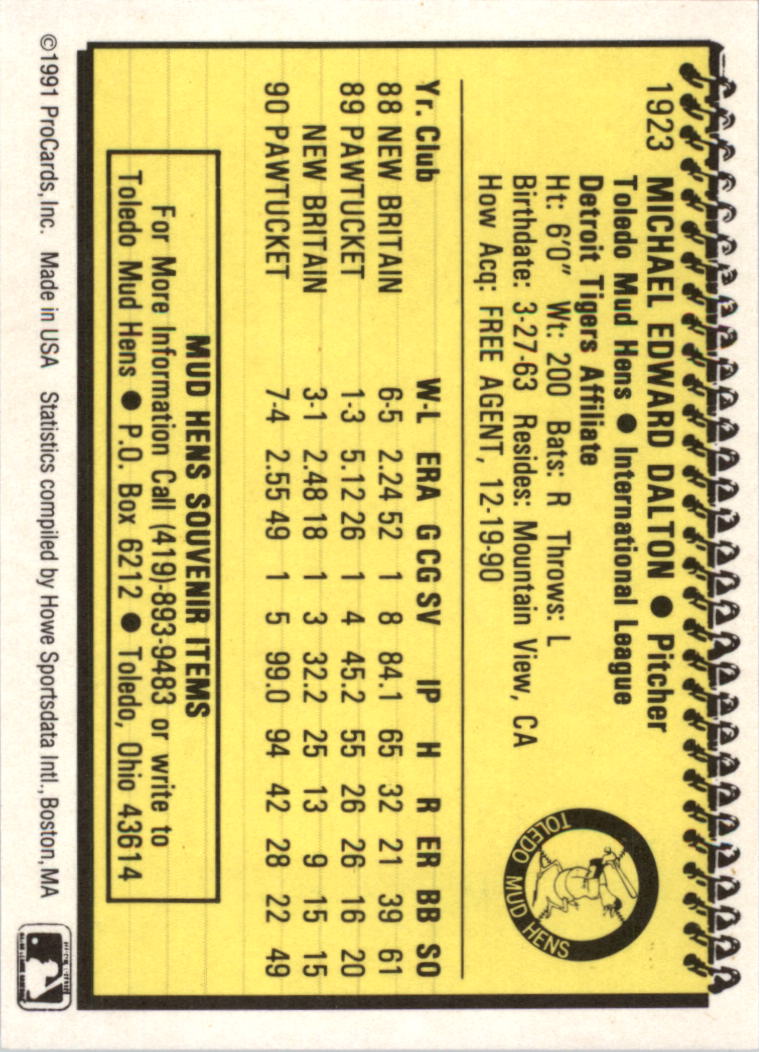 1923 MICHAEL EDWARD DALTON ● Pitcher
Toledo Mud Hens ● International League
Detroit Tigers Affiliate
Ht: 6'0" Wt: 200 Bats: R Throws: L
Birthdate: 3-27-63 Resides: Mountain View, CA
How Acq: FREE AGENT, 12-19-90
TOLEDO MUD HENS
Yr. Club W-L ERA G CG SV IP H R ER BB SO
88 NEW BRITAIN 6-5 2.24 52 1 8 84.1 65 32 21 39 61
89 PAWTUCKET 1-3 5.12 26 1 4 45.2 55 26 26 16 20
NEW BRITAIN 3-1 2.48 18 1 3 32.2 25 13 9 15 15
90 PAWTUCKET 7-4 2.55 49 1 5 99.0 94 42 28 22 49
MUD HENS SOUVENIR ITEMS
For More Information Call (419)-893-9483 or write to
Toledo Mud Hens ● P.O. Box 6212 ● Toledo, Ohio 43614
©1991 ProCards, Inc. Made in USA Statistics compiled by Howe Sportsdata Intl., Boston, MA